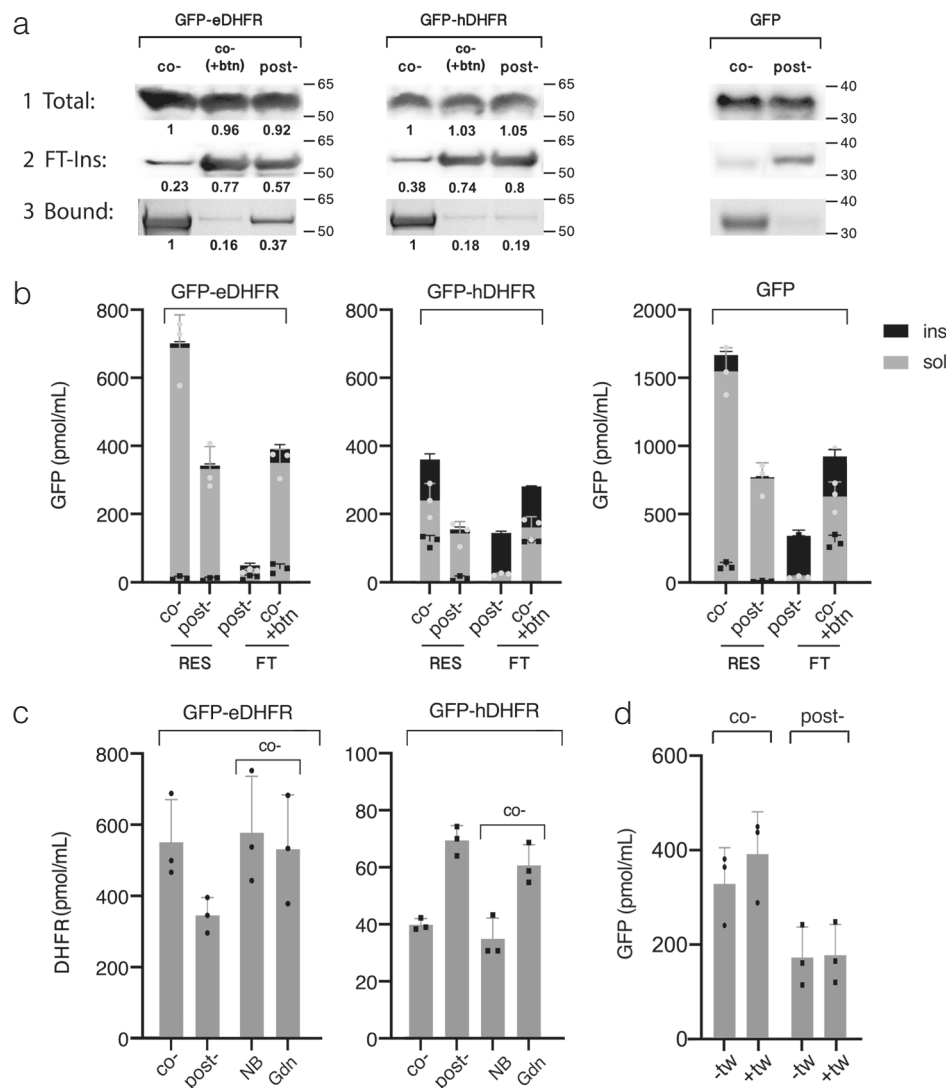 a
GFP-eDHFR
GFP-hDHFR
GFP
co- co- (+btn) post-
co- co- (+btn) post-
co- post-
1 Total:
65
50
65
50
40
30
1 0.96 0.92
1 1.03 1.05
2 FT-Ins:
65
50
65
50
40
30
0.23 0.77 0.57
0.38 0.74 0.8
3 Bound:
65
50
65
50
40
30
1 0.16 0.37
1 0.18 0.19
b
GFP-eDHFR
GFP (pmol/mL)
800
600
400
200
0
co- post- post- co- +btn
RES FT
GFP-hDHFR
800
600
400
200
0
co- post- post- co- +btn
RES FT
GFP
GFP (pmol/mL)
2000
1500
1000
500
0
co- post- post- co- +btn
RES FT
ins
sol
c
GFP-eDHFR
co-
DHFR (pmol/mL)
800
600
400
200
0
co- post- NB Gdn
GFP-hDHFR
co-
100
80
60
40
20
0
co- post- NB Gdn
d
co- post-
GFP (pmol/mL)
600
400
200
0
-tw +tw -tw +tw